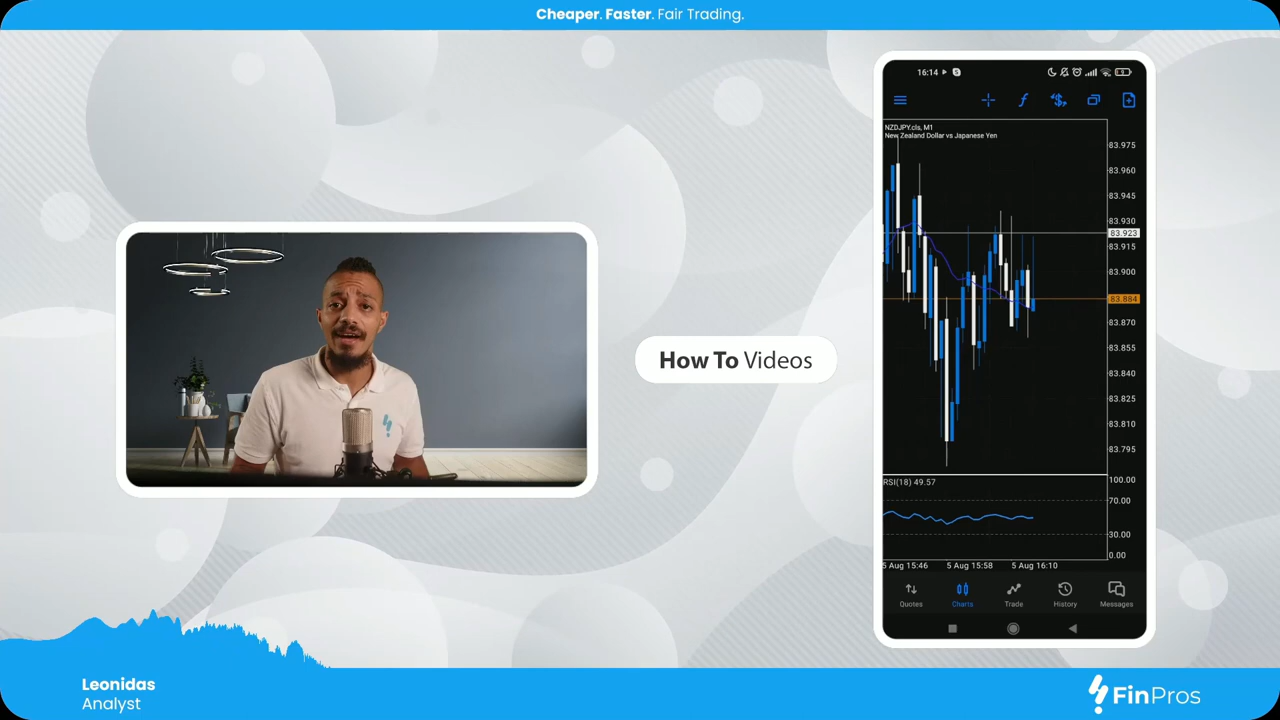 Cheaper. Faster. Fair Trading.
16:14
NZDJPY.cls, M1
New Zealand Dollar vs Japanese Yen
83.975
83.960
83.945
83.930
83.923
83.915
83.900
83.884
83.870
83.855
83.840
83.825
83.810
83.795
How To Videos
RSI(18) 49.57
100.00
70.00
30.00
0.00
5 Aug 15:46
5 Aug 15:58
5 Aug 16:10
Quotes
Charts
Trade
History
Messages
Leonidas
Analyst
FinPros